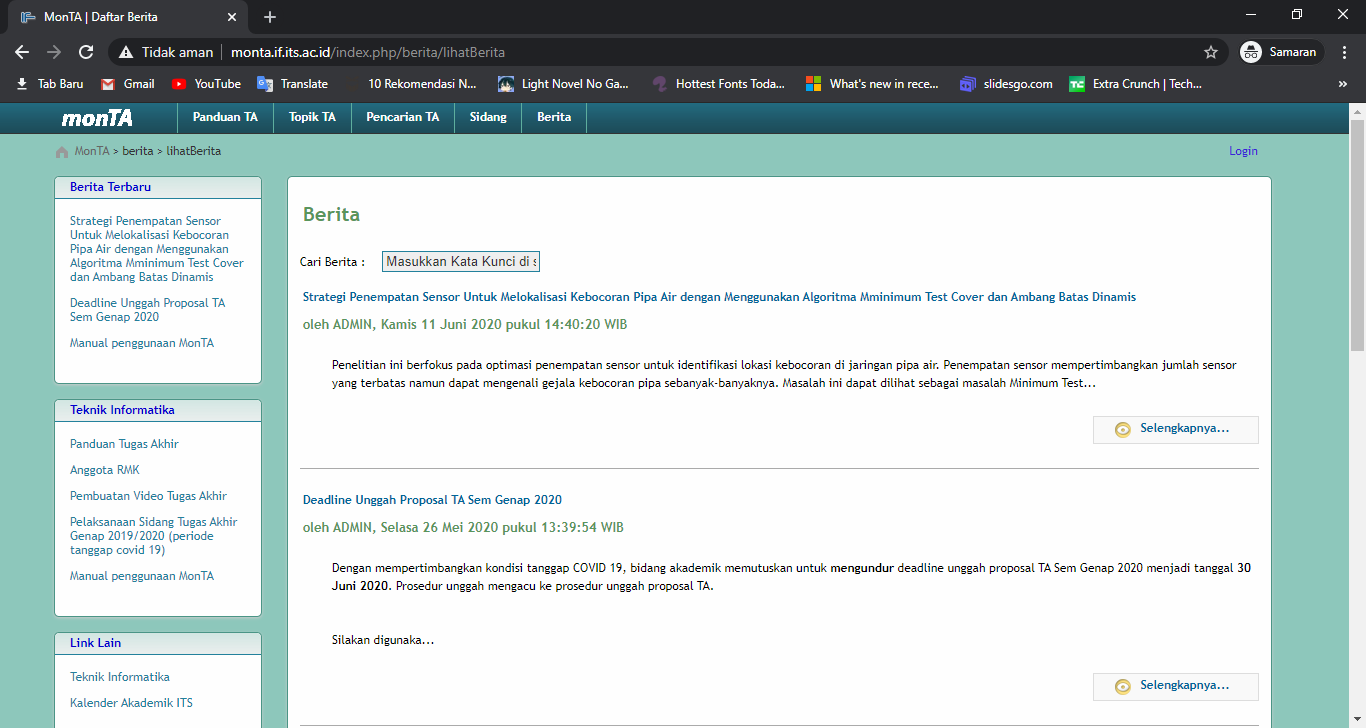 MonTA | Daftar Berita
Tidak aman
monta.if.its.ac.id/index.php/berita/lihatBerita
Samaran
Tab Baru
Gmail
YouTube
Translate
10 Rekomendasi N...
Light Novel No Ga...
Hottest Fonts Toda...
What's new in rece...
slidesgo.com
TC
Extra Crunch | Tech...
»
monTA
Panduan TA
Topik TA
Pencarian TA
Sidang
Berita
MonTA > berita > lihatBerita
Login
Berita Terbaru
Strategi Penempatan Sensor
Untuk Melokalisasi Kebocoran
Pipa Air dengan Menggunakan
Algoritma Mminimum Test Cover
dan Ambang Batas Dinamis
Deadline Unggah Proposal TA
Sem Genap 2020
Manual penggunaan MonTA
Teknik Informatika
Panduan Tugas Akhir
Anggota RMK
Pembuatan Video Tugas Akhir
Pelaksanaan Sidang Tugas Akhir
Genap 2019/2020 (periode
tanggap covid 19)
Manual penggunaan MonTA
Link Lain
Teknik Informatika
Kalender Akademik ITS
Berita
Cari Berita :
Masukkan Kata Kunci di s
Strategi Penempatan Sensor Untuk Melokalisasi Kebocoran Pipa Air dengan Menggunakan Algoritma Mminimum Test Cover dan Ambang Batas Dinamis
oleh ADMIN, Kamis 11 Juni 2020 pukul 14:40:20 WIB
Penelitian ini berfokus pada optimasi penempatan sensor untuk identifikasi lokasi kebocoran di jaringan pipa air. Penempatan sensor mempertimbangkan jumlah sensor
yang terbatas namun dapat mengenali gejala kebocoran pipa sebanyak-banyaknya. Masalah ini dapat dilihat sebagai masalah Minimum Test...
Selengkapnya...
Deadline Unggah Proposal TA Sem Genap 2020
oleh ADMIN, Selasa 26 Mei 2020 pukul 13:39:54 WIB
Dengan mempertimbangkan kondisi tanggap COVID 19, bidang akademik memutuskan untuk mengundur deadline unggah proposal TA Sem Genap 2020 menjadi tanggal 30
Juni 2020. Prosedur unggah mengacu ke prosedur unggah proposal TA.
Silakan digunaka...
Selengkapnya...